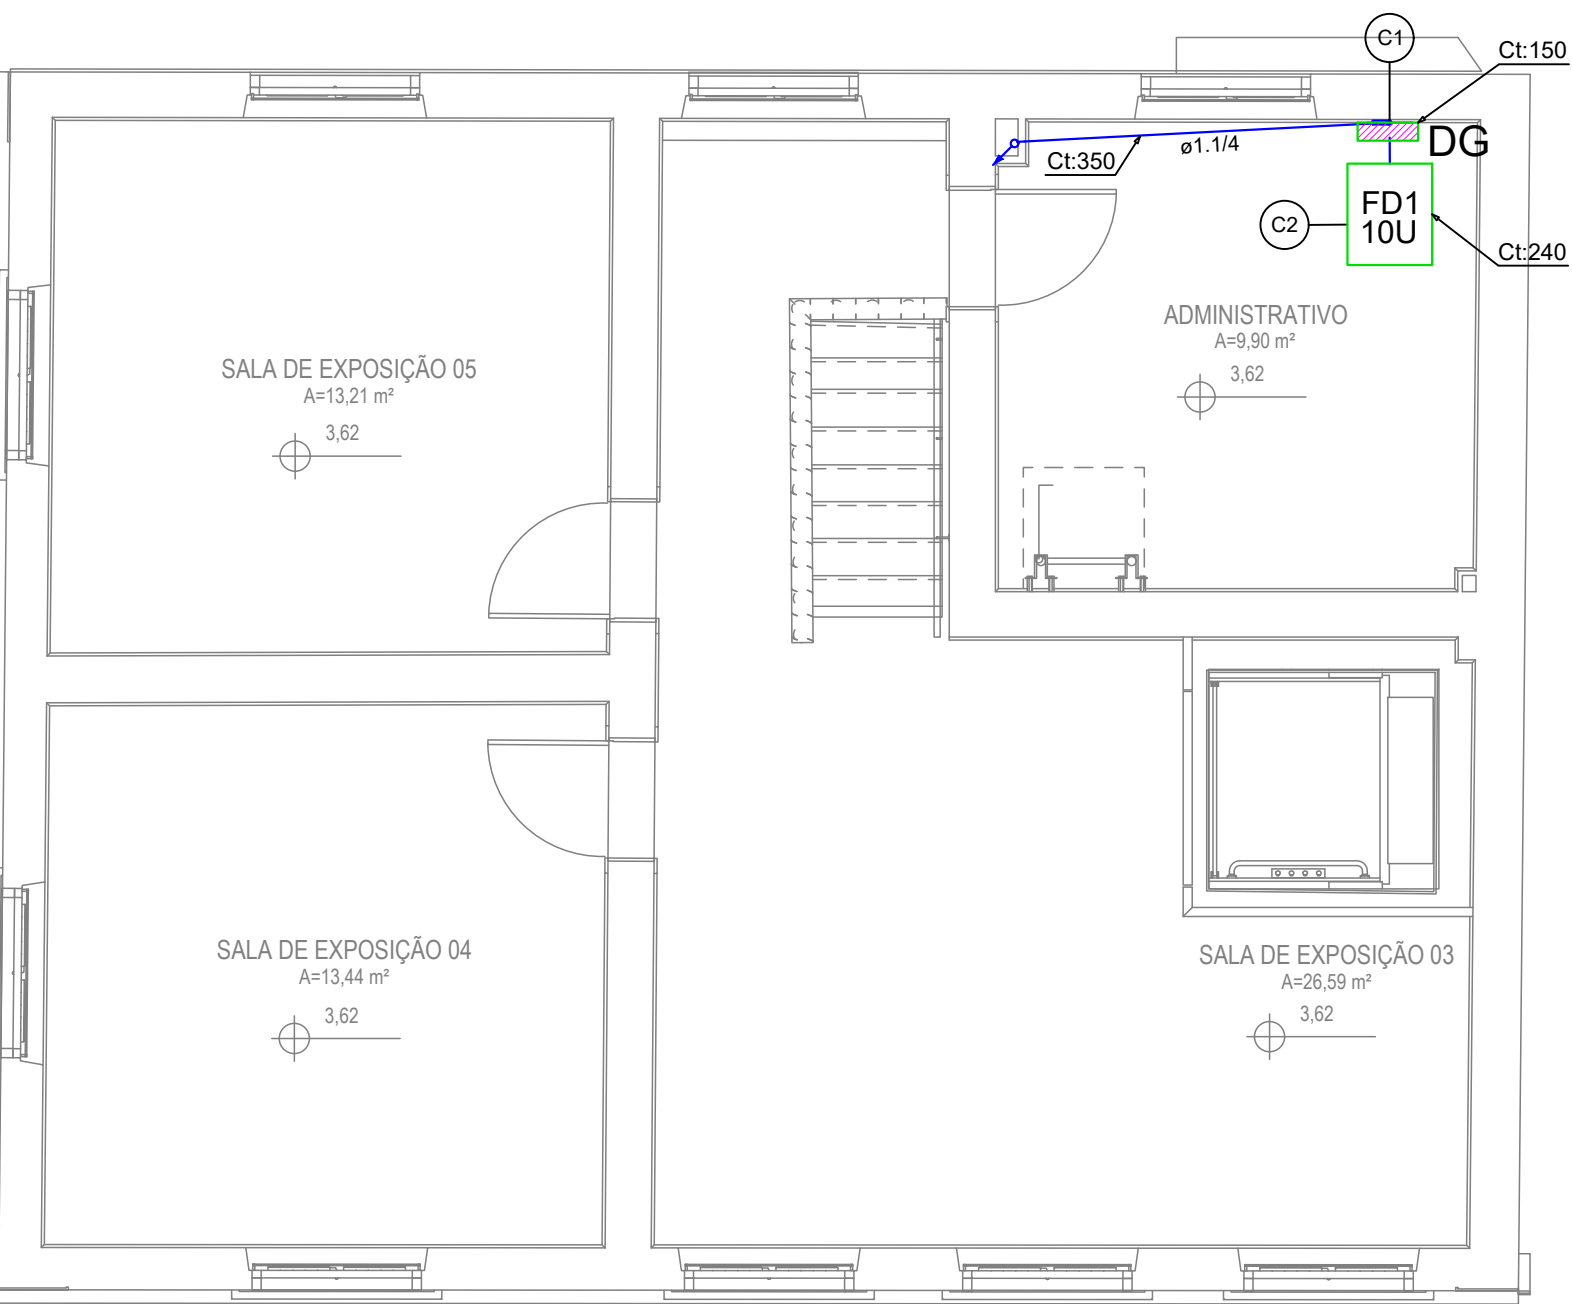 C1
Ct:150
DG
ø1.1/4
Ct:350
FD1
10U
C2
Ct:240
ADMINISTRATIVO
A=9,90 m²
3,62
SALA DE EXPOSIÇÃO 05
A=13,21 m²
3,62
SALA DE EXPOSIÇÃO 04
A=13,44 m²
3,62
SALA DE EXPOSIÇÃO 03
A=26,59 m²
3,62